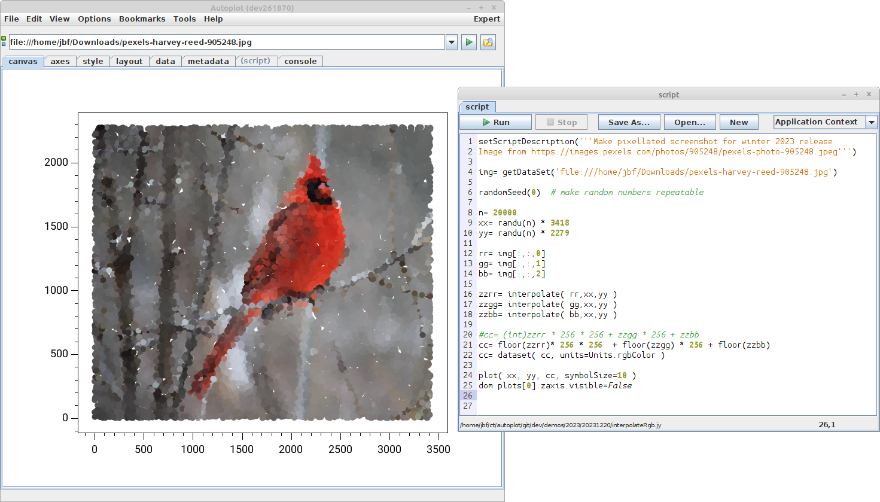 Autoplot (dev261870)
File Edit View Options Bookmarks Tools Help Expert
file:///home/jbf/Downloads/pexels-harvey-reed-905248.jpg
canvas axes style layout data metadata (script) console
2000
1500
1000
500
0
0 500 1000 1500 2000 2500 3000 3500
script
script
Run Stop Save As... Open... New Application Context
1 setScriptDescription('''Make pixellated screenshot for winter 2023 release
2 Image from https://images.pexels.com/photos/905248/pexels-photo-905248.jpeg''')
3
4 img= getDataSet('file:///home/jbf/Downloads/pexels-harvey-reed-905248.jpg')
5
6 randomSeed(0) # make random numbers repeatable
7
8 n= 20000
9 xx= randu(n) * 3418
10 yy= randu(n) * 2279
11
12 rr= img[:,:,0]
13 gg= img[:,:,1]
14 bb= img[:,:,2]
15
16 zzrr= interpolate( rr,xx,yy )
17 zzgg= interpolate( gg,xx,yy )
18 zzbb= interpolate( bb,xx,yy )
19
20 #cc= (int)zzrr * 256 * 256 + zzgg * 256 + zzbb
21 cc= floor(zzrr)* 256 * 256 + floor(zzgg) * 256 + floor(zzbb)
22 cc= dataset( cc, units=Units.rgbColor )
23
24 plot( xx, yy, cc, symbolSize=10 )
25 dom.plots[0].zaxis.visible=False
26
27
/home/jbf/ct/autoplot/git/dev/demos/2023/20231220/interpolateRgb.jy 26,1